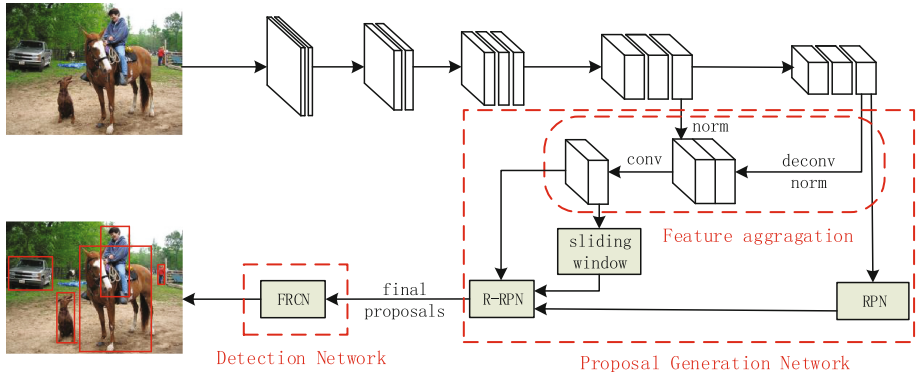 norm
conv
deconv
norm
Feature aggragation
sliding
window
R-RPN
RPN
final
proposals
FRCN
Detection Network
Proposal Generation Network